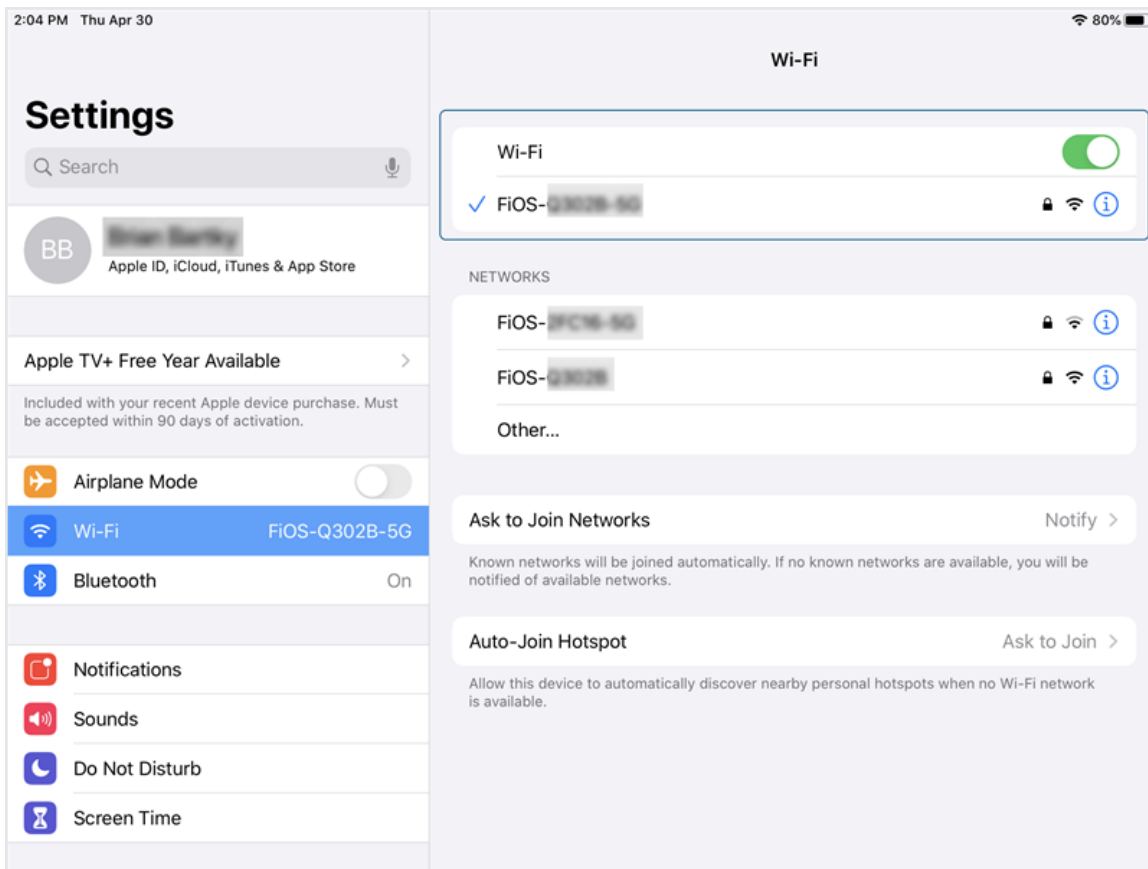 2:04 PM Thu Apr 30
80%
Settings
Search
BB
Apple ID, iCloud, iTunes & App Store
Apple TV+ Free Year Available
Included with your recent Apple device purchase. Must
be accepted within 90 days of activation.
Airplane Mode
Wi-Fi FiOS-Q302B-5G
Bluetooth On
Notifications
Sounds
Do Not Disturb
Screen Time
Wi-Fi
Wi-Fi
FiOS-
NETWORKS
FiOS-
FiOS-
Other...
Ask to Join Networks Notify
Known networks will be joined automatically. If no known networks are available, you will be
notified of available networks.
Auto-Join Hotspot Ask to Join
Allow this device to automatically discover nearby personal hotspots when no Wi-Fi network
is available.